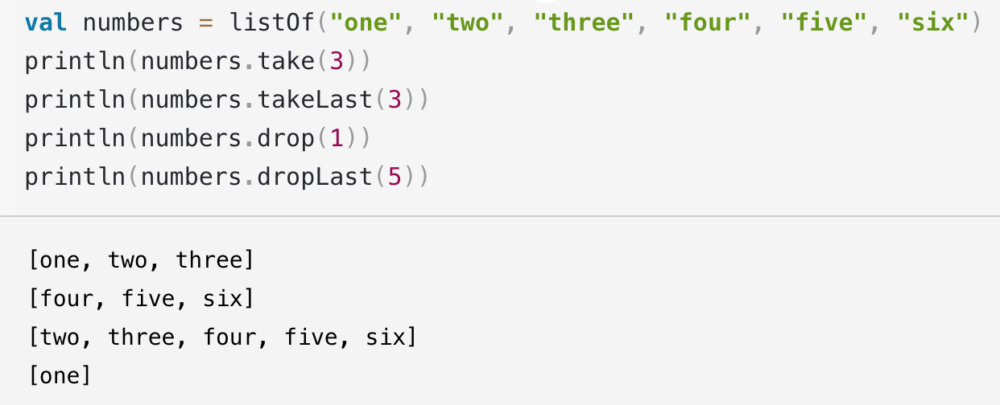 val numbers = listOf("one", "two", "three", "four", "five", "six")
println(numbers.take(3))
println(numbers.takeLast(3))
println(numbers.drop(1))
println(numbers.dropLast(5))
[one, two, three]
[four, five, six]
[two, three, four, five, six]
[one]